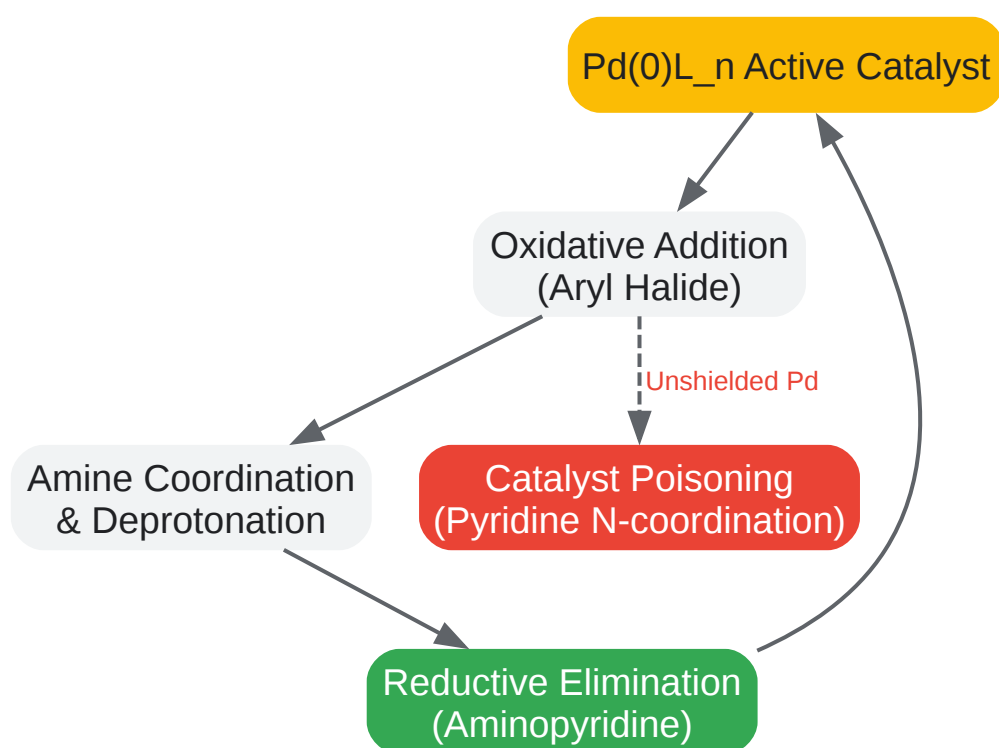 Pd(0)L_n Active Catalyst
Oxidative Addition
(Aryl Halide)
Unshielded Pd
Amine Coordination
& Deprotonation
Catalyst Poisoning
(Pyridine N-coordination)
Reductive Elimination
(Aminopyridine)